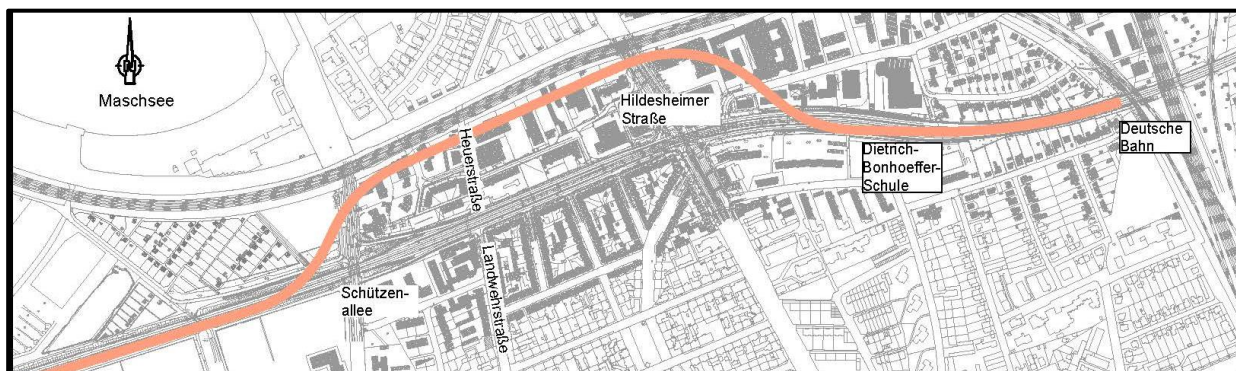 N
Maschsee
Hildesheimer
Straße
Heuerstraße
Deutsche
Bahn
Dietrich-
Bonhoeffer-
Schule
Landwehrstraße
Schützen-
allee